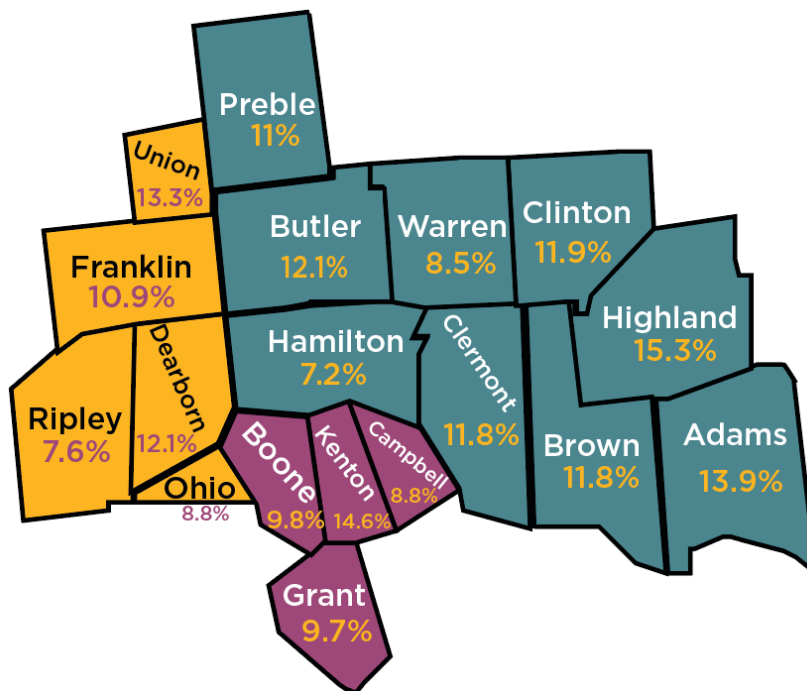 Preble
11%
Union
13.3%
Butler
12.1%
Warren
8.5%
Clinton
11.9%
Franklin
10.9%
Highland
15.3%
Hamilton
7.2%
Clermont
11.8%
Dearborn
12.1%
Ripley
7.6%
Brown
11.8%
Adams
13.9%
Ohio
8.8%
Boone
9.8%
Kenton
14.6%
Campbell
8.8%
Grant
9.7%